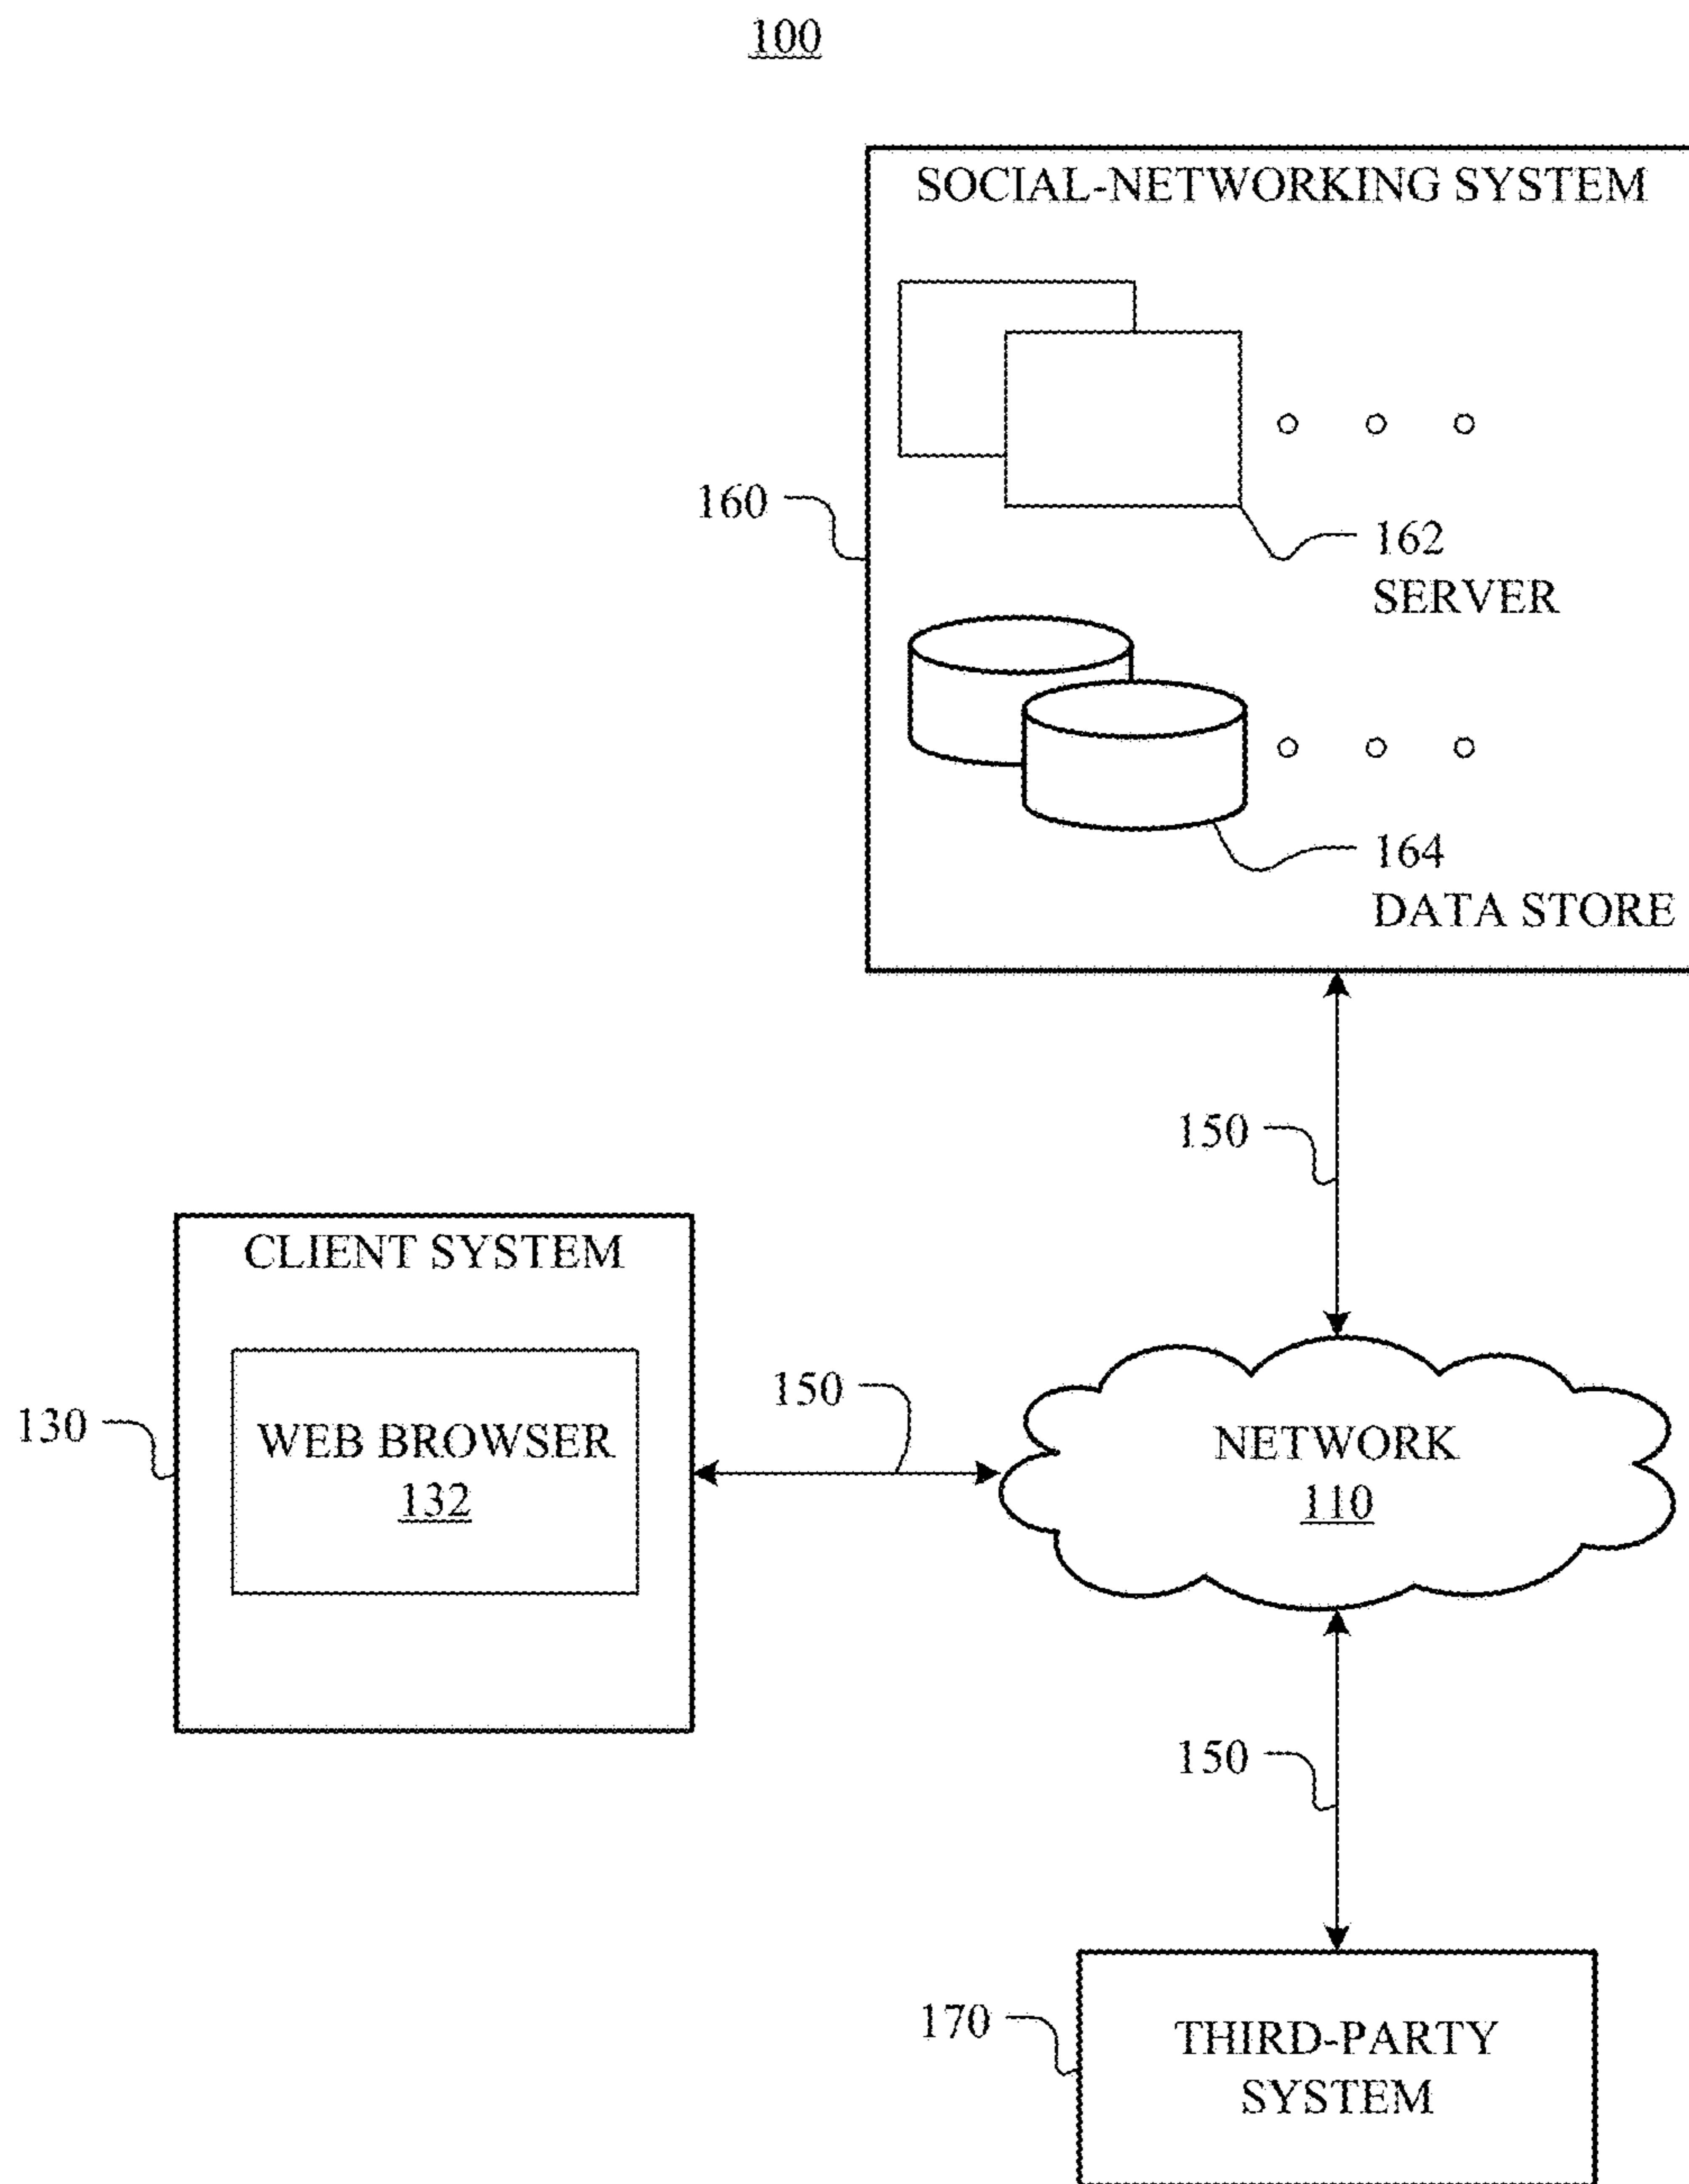 100
SOCIAL-NETWORKING SYSTEM
160
162
SERVER
164
DATA STORE
150
CLIENT SYSTEM
130
WEB BROWSER
132
150
NETWORK
110
150
170
THIRD-PARTY
SYSTEM